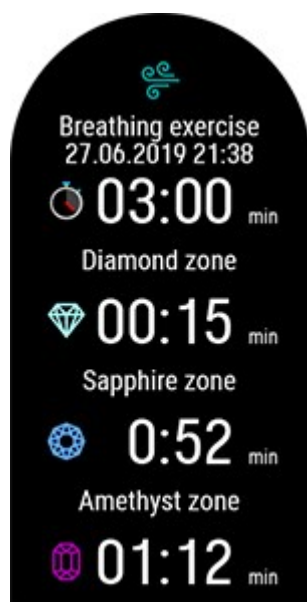 Breathing exercise
27.06.2019 21:38
03:00 min
Diamond zone
00:15 min
Sapphire zone
0:52 min
Amethyst zone
01:12 min